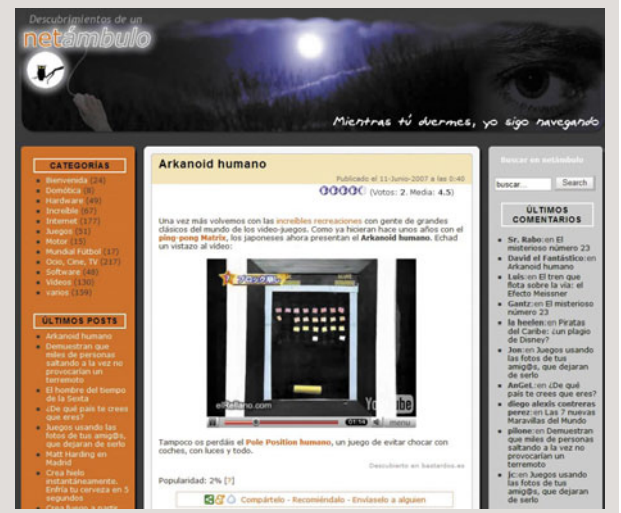 Descubrimientos de un
netámbulo
Mientras tú duermes, yo sigo navegando
CATEGORÍAS
Bienvenida (24)
Domótica (8)
Hardware (49)
Increíble (67)
Internet (177)
Juegos (31)
Motor (15)
Mundial Fútbol (17)
Ocio, Cine, TV (217)
Software (48)
Videos (130)
varios (159)
ÚLTIMOS POSTS
Arkanoid humano
Demuestran que
miles de personas
saltando a la vez no
provocarían un
terremoto
El hombre del tiempo
de la Sexta
¿De qué país te crees
que eres?
Juegos usando las
fotos de tus amig@s,
que dejaran de serlo
Matt Harding en
Madrid
Crea hielo
instantáneamente.
Enfría tu cerveza en 5
segundos
Crea fuego a partir
Arkanoid humano
Publicado el 11-Junio-2007 a las 0:40
(Votos: 2. Media: 4.5)
Una vez más volvemos con las increíbles recreaciones con gente de grandes
clásicos del mundo de los video-juegos. Como ya hicieran hace unos años con el
ping-pong Matrix, los japoneses ahora presentan el Arkanoid humano. Echad
un vistazo al vídeo:
elRellano.com
YouTube
01:14
menu
Tampoco os perdáis el Pole Position humano, un juego de evitar chocar con
coches, con luces y todo.
Descubierto en bastardos.es
Popularidad: 2% [?]
Compártelo - Recomiéndalo - Envíaselo a alguien
Buscar en netámbulo
buscar...
Search
ÚLTIMOS
COMENTARIOS
Sr. Rabo:en El
misterioso número 23
David el Fantástico:en
Arkanoid humano
Luis:en El tren que
flota sobre la vía: el
Efecto Meissner
Gantz:en El misterioso
número 23
la beelen:en Piratas
del Caribe: ¿un plagio
de Disney?
Jon:en Juegos usando
las fotos de tus
amig@s, que dejaran
de serlo
AnGeL:en ¿De qué
país te crees que eres?
diego alexis contreras
perez:en Las 7 nuevas
Maravillas del Mundo
pilone:en Demuestran
que miles de personas
saltando a la vez no
provocarían un
terremoto
jc:en Juegos usando
las fotos de tus
amig@s, que dejaran
de serlo